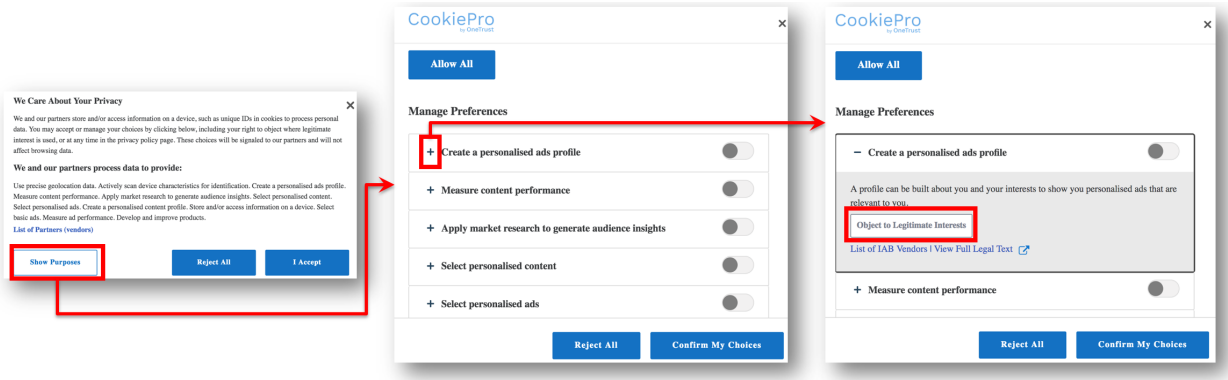 We Care About Your Privacy
We and our partners store and/or access information on a device, such as unique IDs in cookies to process personal
data. You may accept or manage your choices by clicking below, including your right to object where legitimate
interest is used, or at any time in the privacy policy page. These choices will be signaled to our partners and will not
affect browsing data.
We and our partners process data to provide:
Use precise geolocation data. Actively scan device characteristics for identification. Create a personalised ads profile.
Measure content performance. Apply market research to generate audience insights. Select personalised content.
Select personalised ads. Create a personalised content profile. Store and/or access information on a device. Select
basic ads. Measure ad performance. Develop and improve products.
List of Partners (vendors)
Show Purposes
Reject All
I Accept
CookiePro
by OneTrust
Allow All
Manage Preferences
+ Create a personalised ads profile
+ Measure content performance
+ Apply market research to generate audience insights
+ Select personalised content
+ Select personalised ads
Reject All
Confirm My Choices
CookiePro
by OneTrust
Allow All
Manage Preferences
− Create a personalised ads profile
A profile can be built about you and your interests to show you personalised ads that are
relevant to you.
Object to Legitimate Interests
List of IAB Vendors | View Full Legal Text
+ Measure content performance
Reject All
Confirm My Choices